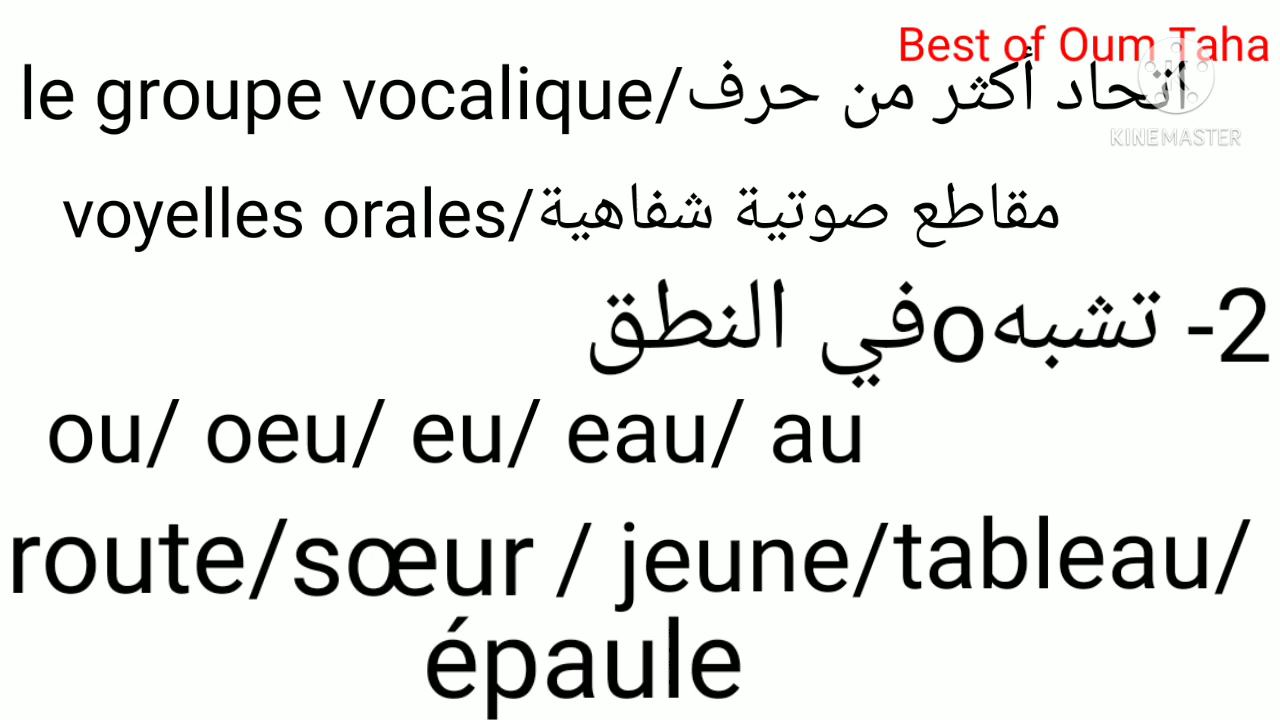 Best of Oum Taha
le groupe vocalique/اتحاد أكثر من حرف
KINEMASTER
voyelles orales/مقاطع صوتية شفاهية
2- تشبهoفي النطق
ou/ oeu/ eu/ eau/ au
route/sœur / jeune/tableau/
épaule